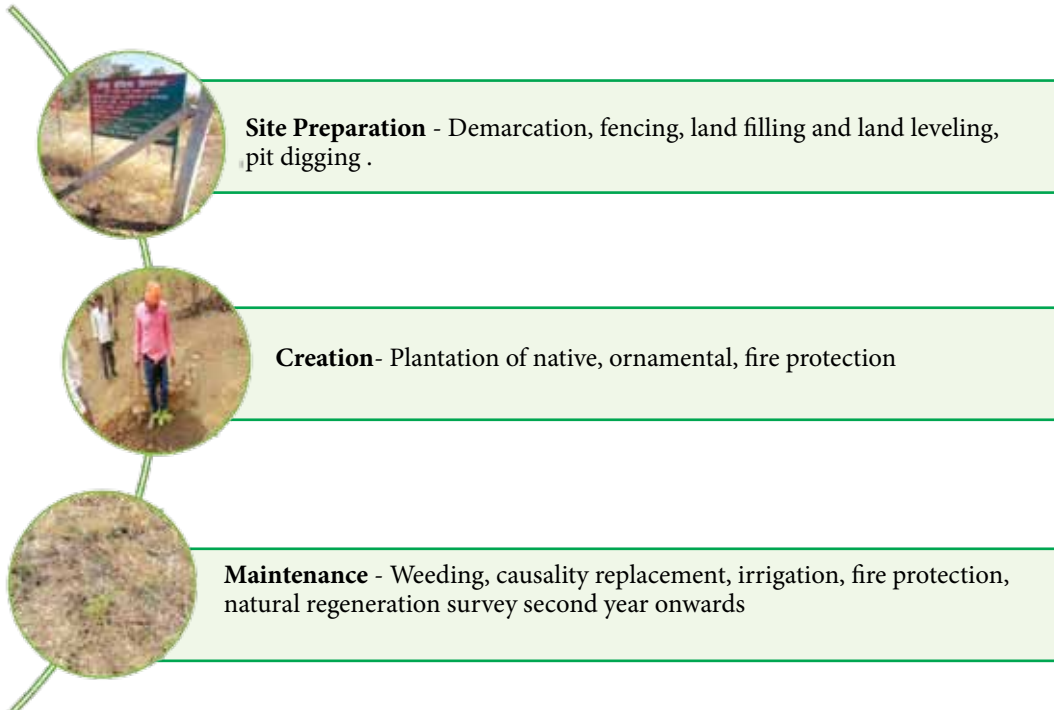 Site Preparation - Demarcation, fencing, land filling and land leveling,
pit digging .
Creation- Plantation of native, ornamental, fire protection
Maintenance - Weeding, causality replacement, irrigation, fire protection,
natural regeneration survey second year onwards